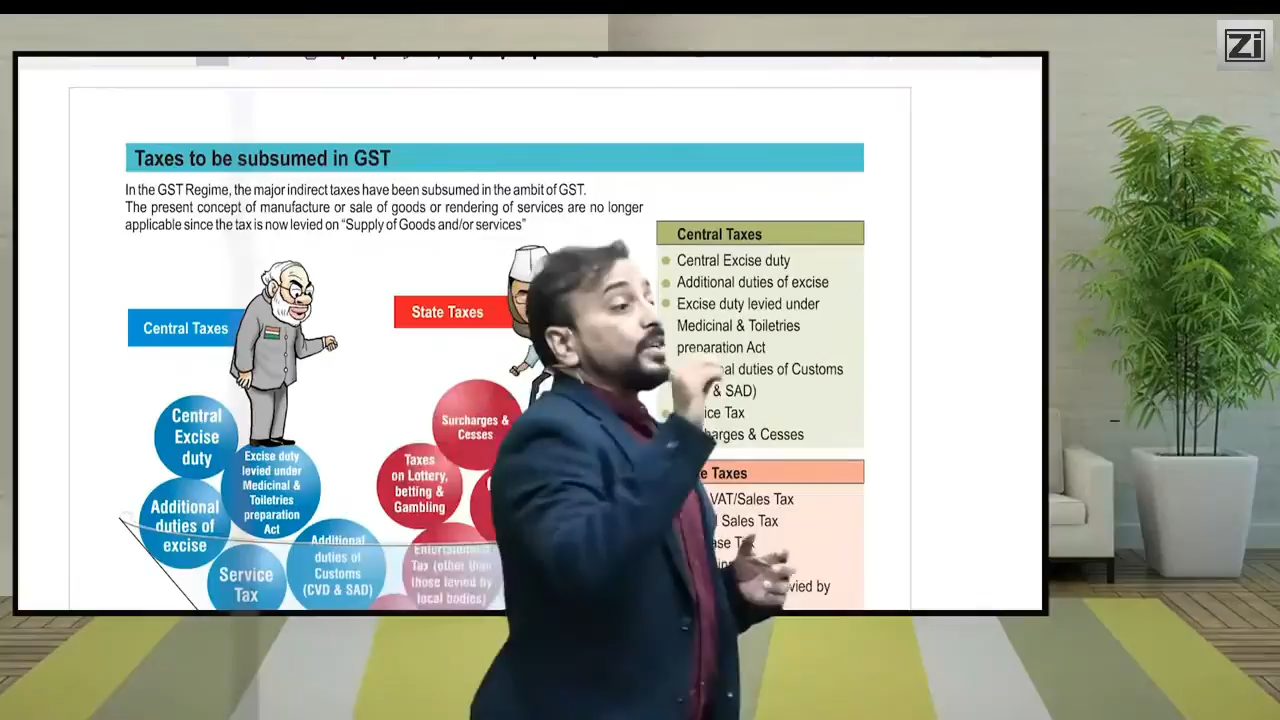 Zi
Taxes to be subsumed in GST
In the GST Regime, the major indirect taxes have been subsumed in the ambit of GST.
The present concept of manufacture or sale of goods or rendering of services are no longer
applicable since the tax is now levied on “Supply of Goods and/or services”
Central Taxes
State Taxes
Central
Excise
duty
Excise duty
levied under
Medicinal &
Toiletries
preparation
Act
Additional
duties of
excise
Service
Tax
Additional
duties of
Customs
(CVD & SAD)
Surcharges &
Cesses
Taxes
on Lottery,
betting &
Gambling
Entertainment
Tax (other than
those levied by
local bodies)
Central Taxes
Central Excise duty
Additional duties of excise
Excise duty levied under
Medicinal & Toiletries
preparation Act
duties of Customs
& SAD)
Tax
& Cesses
Taxes
VAT/Sales Tax
Sales Tax
Tax
by